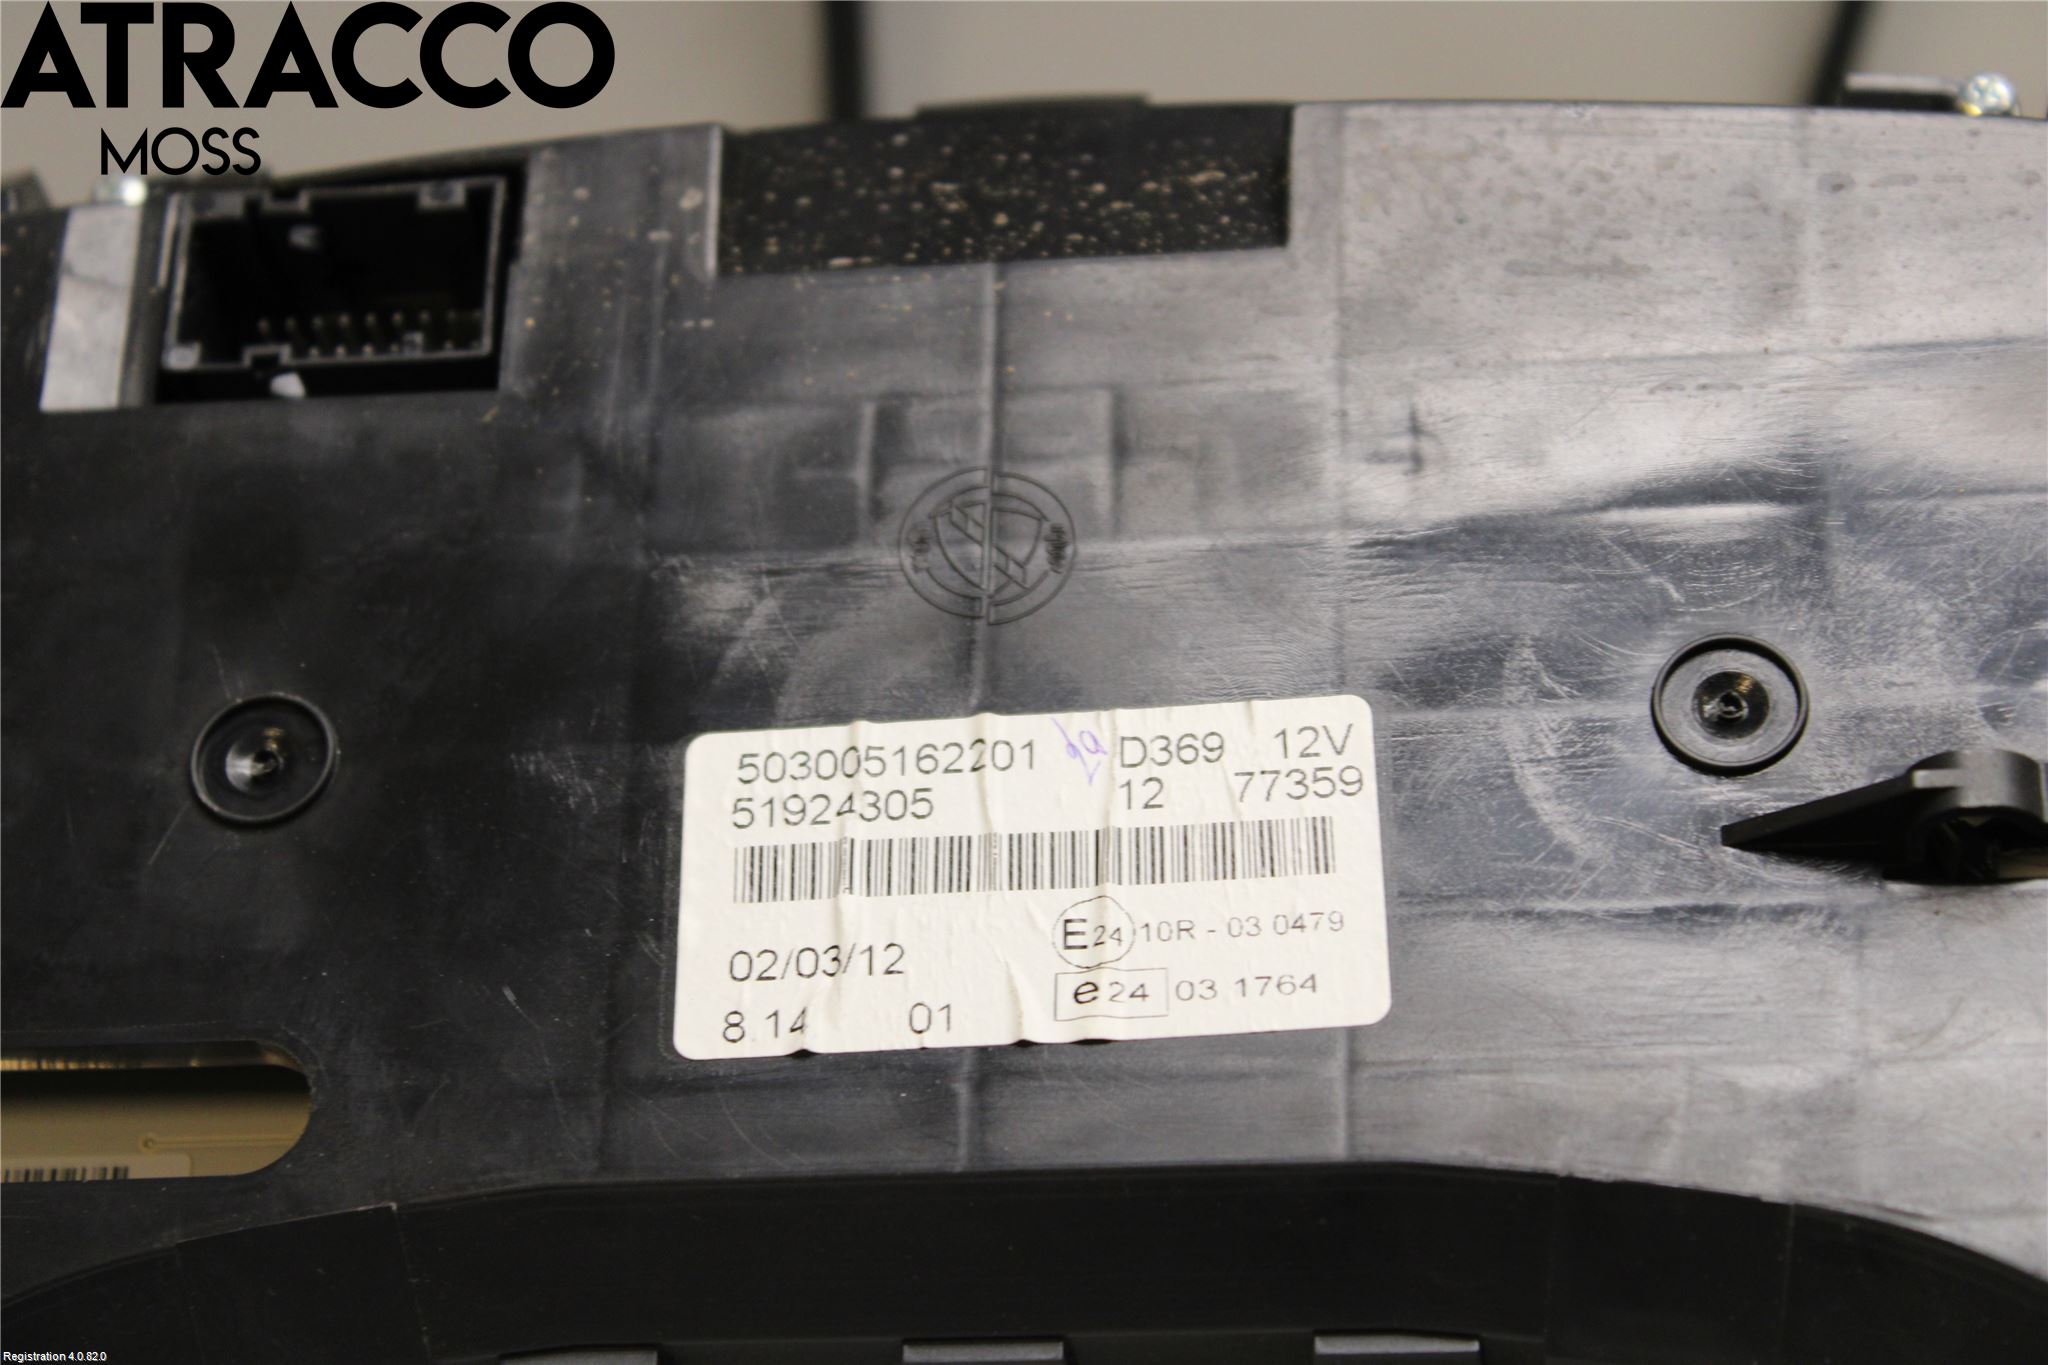 ATRACCO
MOSS
503005162201 D369 12V
51924305 12 77359
E24 10R - 03 0479
02/03/12
e24 03 1764
8.14 01
Registration 4.0.82.0